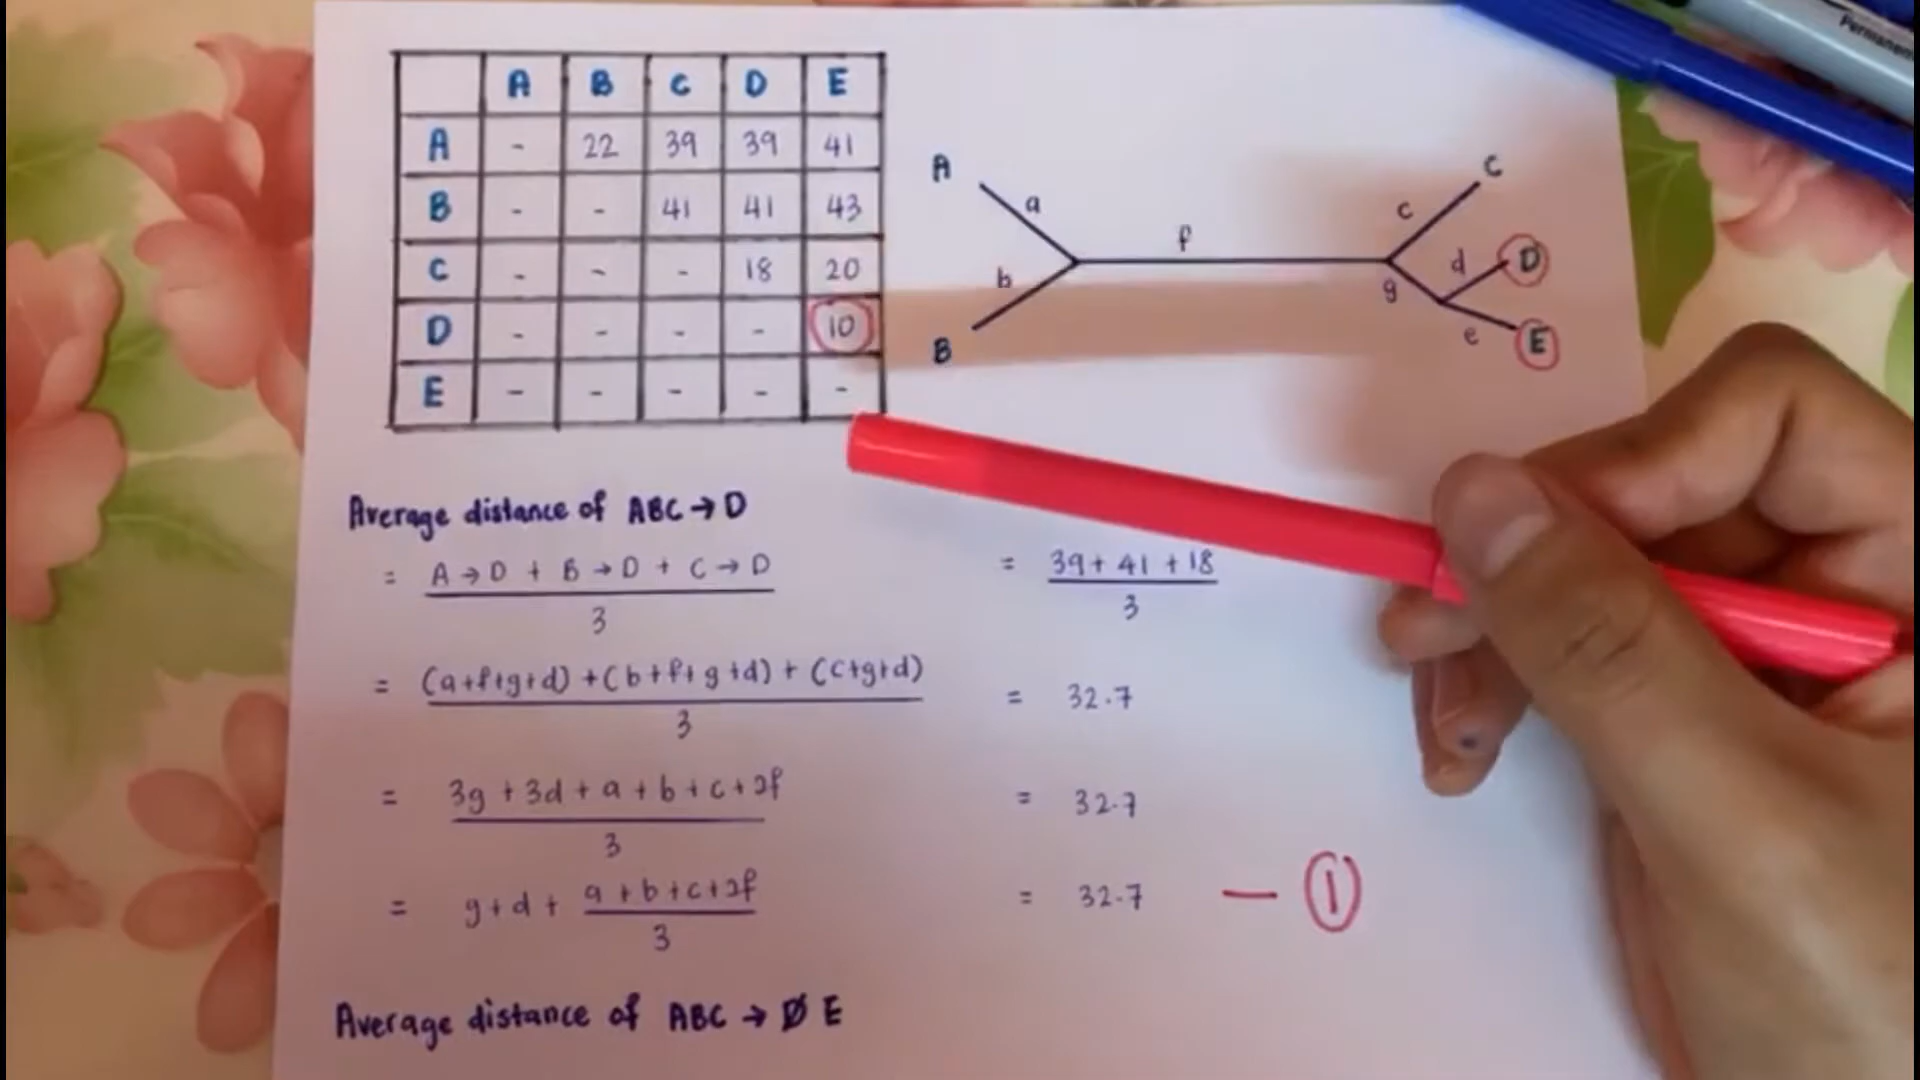 A B C D E
A - 22 39 39 41
B - - 41 41 43
C - - - 18 20
D - - - - 10
E - - - - -
A
a
b
B
f
c
C
g
d
D
e
E
Average distance of ABC → D
= A → D + B → D + C → D / 3 = 39 + 41 + 18 / 3
= (a+f+g+d) + (b+f+g+d) + (c+g+d) / 3 = 32.7
= 3g + 3d + a + b + c + 2f / 3 = 32.7
= g + d + a + b + c + 2f / 3 = 32.7 — 1
Average distance of ABC → E
Permanent